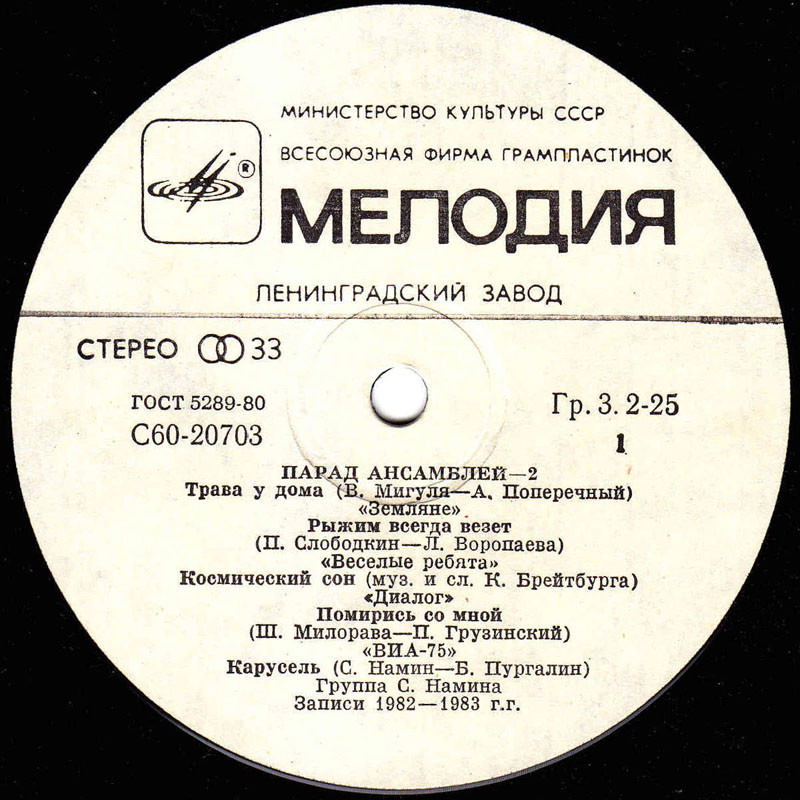 МИНИСТЕРСТВО КУЛЬТУРЫ СССР
ВСЕСОЮЗНАЯ ФИРМА ГРАМПЛАСТИНОК
®
МЕЛОДИЯ
ЛЕНИНГРАДСКИЙ ЗАВОД
СТЕРЕО 33
ГОСТ 5289-80
Гр. 3. 2-25
С60-20703
1
ПАРАД АНСАМБЛЕЙ—2
Трава у дома (В. Мигуля—А. Поперечный)
«Земляне»
Рыжим всегда везет
(П. Слободкин—Л. Воропаева)
«Веселые ребята»
Космический сон (муз. и сл. К. Брейтбурга)
«Диалог»
Помирись со мной
(Ш. Милорава—П. Грузинский)
«ВИА-75»
Карусель (С. Намин—Б. Пургалин)
Группа С. Намина
Записи 1982—1983 г.г.